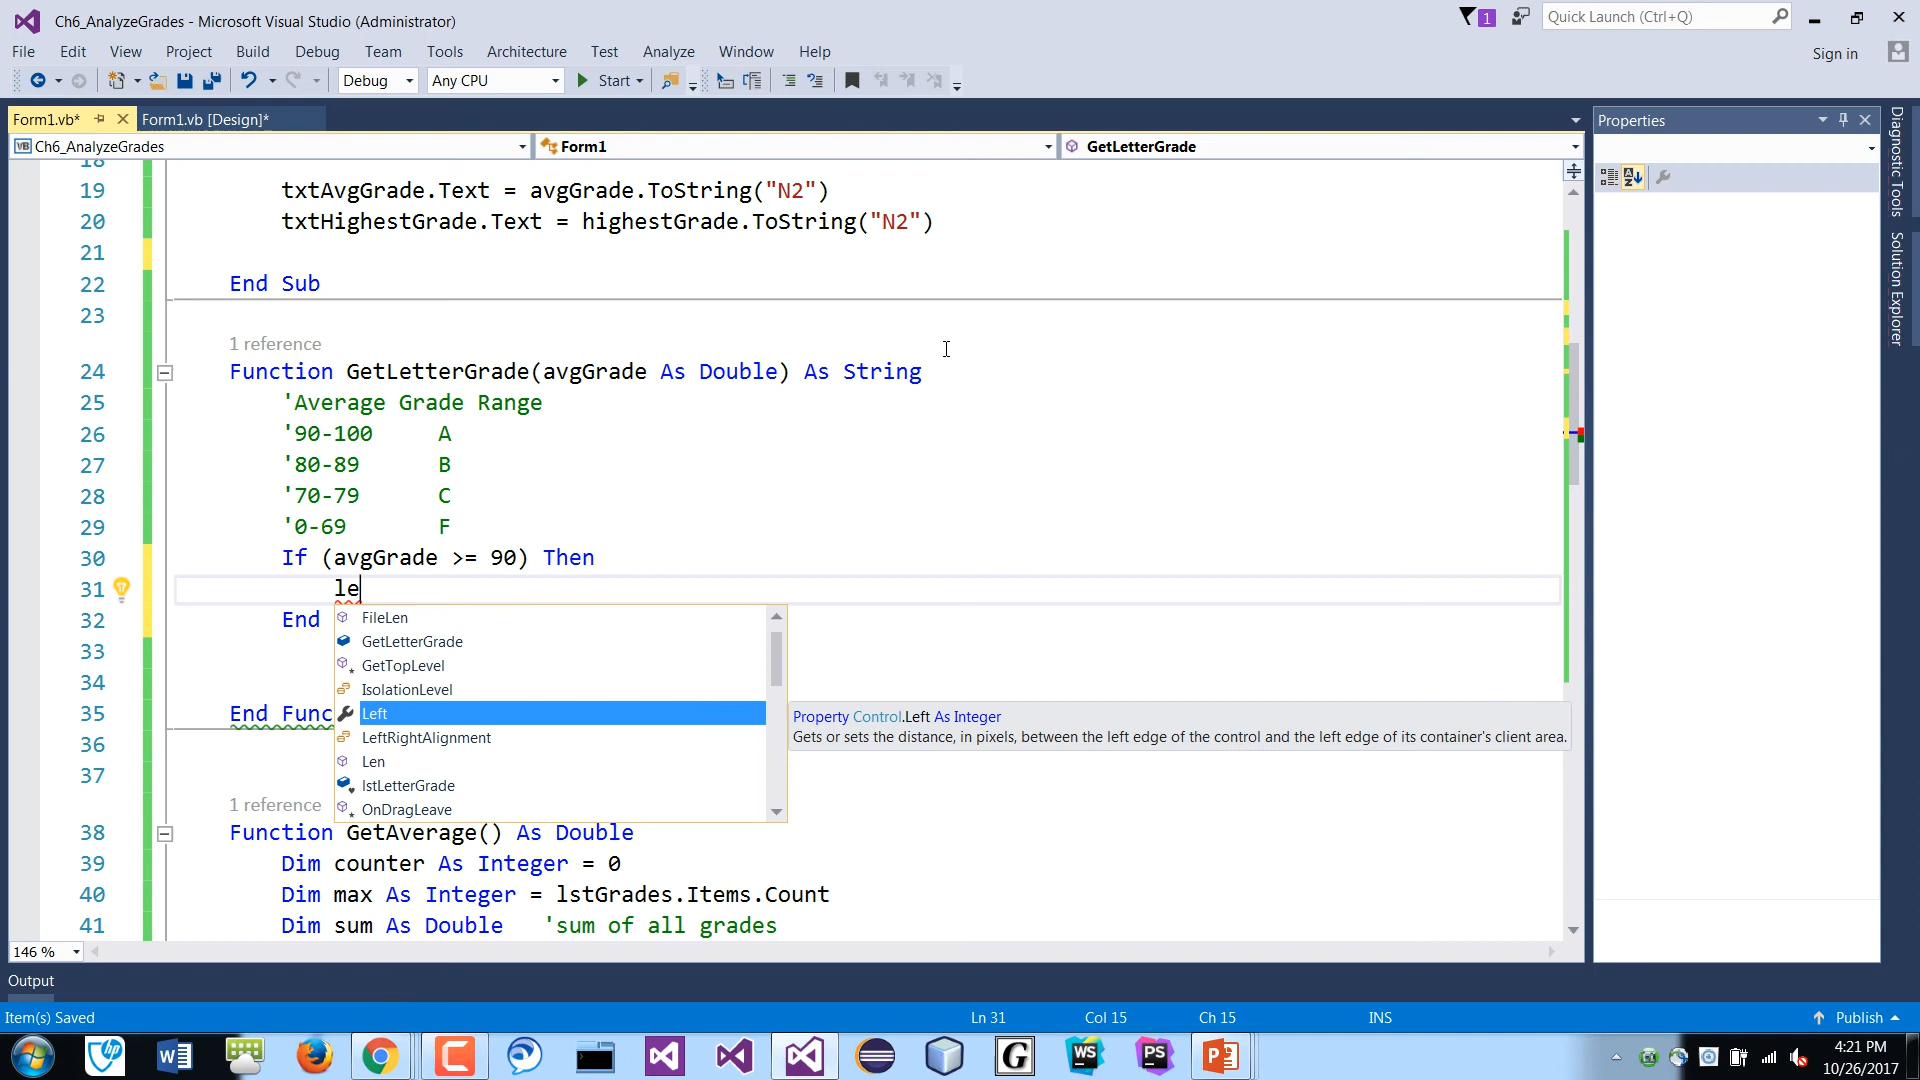 Ch6_AnalyzeGrades - Microsoft Visual Studio (Administrator)
1
Quick Launch (Ctrl+Q)
File Edit View Project Build Debug Team Tools Architecture Test Analyze Window Help
Sign in
Debug Any CPU Start
Form1.vb* Form1.vb [Design]*
Properties
Ch6_AnalyzeGrades Form1 GetLetterGrade
Diagnostic Tools
Solution Explorer
18
19 txtAvgGrade.Text = avgGrade.ToString("N2")
20 txtHighestGrade.Text = highestGrade.ToString("N2")
21
22 End Sub
23
1 reference
24 Function GetLetterGrade(avgGrade As Double) As String
25 'Average Grade Range
26 '90-100 A
27 '80-89 B
28 '70-79 C
29 '0-69 F
30 If (avgGrade >= 90) Then
31 le
32 End
33
34
35 End Func
36
37
FileLen
GetLetterGrade
GetTopLevel
IsolationLevel
Left
LeftRightAlignment
Len
lstLetterGrade
OnDragLeave
Property Control.Left As Integer
Gets or sets the distance, in pixels, between the left edge of the control and the left edge of its container's client area.
1 reference
38 Function GetAverage() As Double
39 Dim counter As Integer = 0
40 Dim max As Integer = lstGrades.Items.Count
41 Dim sum As Double 'sum of all grades
146 %
Output
Item(s) Saved Ln 31 Col 15 Ch 15 INS Publish
4:21 PM
10/26/2017